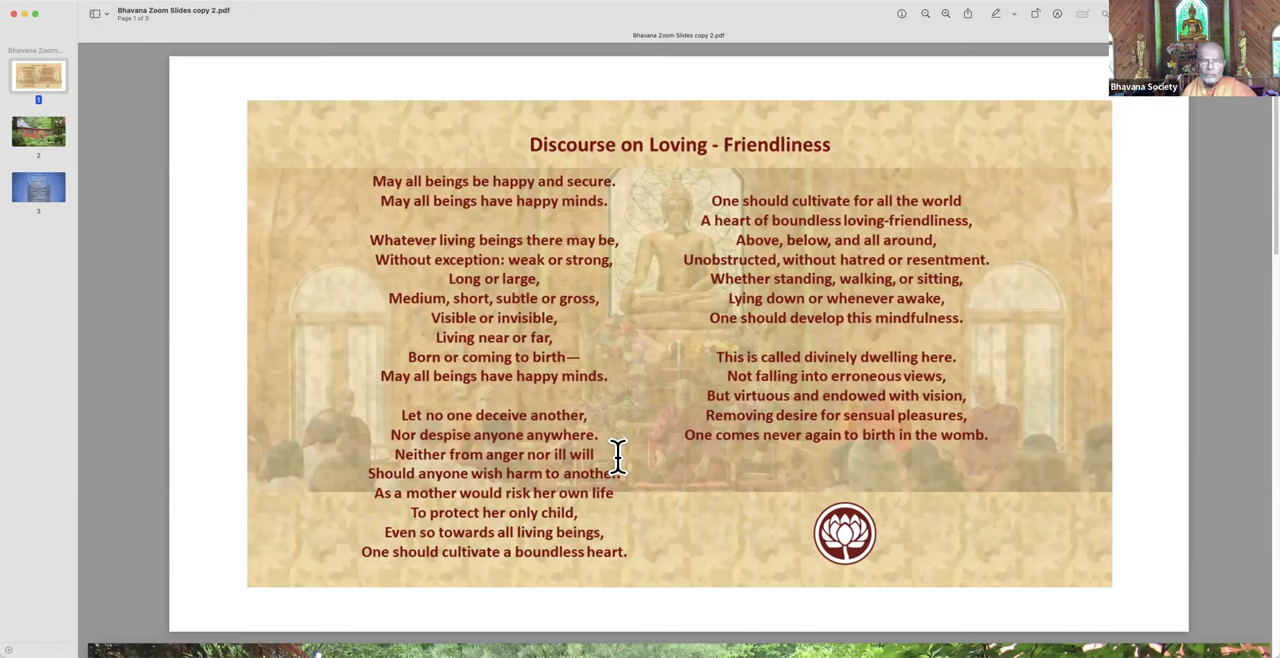 Bhavana Zoom Slides copy 2.pdf
Page 1 of 3
Bhavana Zoom Slides copy 2.pdf
Bhavana Zoom...
1
2
3
Bhavana Society
Discourse on Loving - Friendliness
May all beings be happy and secure.
May all beings have happy minds.
Whatever living beings there may be,
Without exception: weak or strong,
Long or large,
Medium, short, subtle or gross,
Visible or invisible,
Living near or far,
Born or coming to birth—
May all beings have happy minds.
Let no one deceive another,
Nor despise anyone anywhere.
Neither from anger nor ill will
Should anyone wish harm to another.
As a mother would risk her own life
To protect her only child,
Even so towards all living beings,
One should cultivate a boundless heart.
One should cultivate for all the world
A heart of boundless loving-friendliness,
Above, below, and all around,
Unobstructed, without hatred or resentment.
Whether standing, walking, or sitting,
Lying down or whenever awake,
One should develop this mindfulness.
This is called divinely dwelling here.
Not falling into erroneous views,
But virtuous and endowed with vision,
Removing desire for sensual pleasures,
One comes never again to birth in the womb.